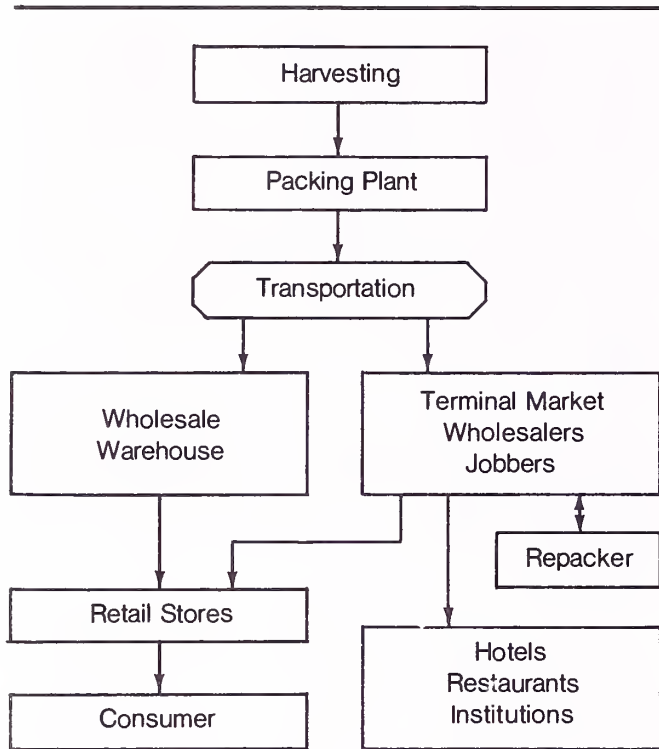 Harvesting
Packing Plant
Transportation
Wholesale
Warehouse
Terminal Market
Wholesalers
Jobbers
Repacker
Retail Stores
Hotels
Restaurants
Institutions
Consumer